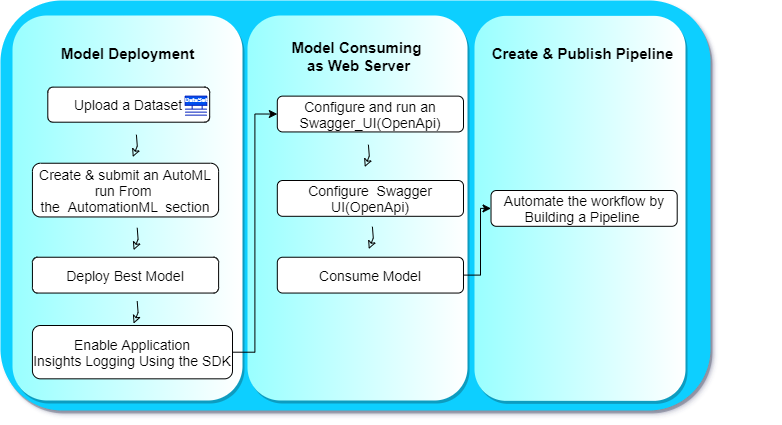 Model Deployment
Upload a Dataset
DataSet
Create & submit an AutoML
run From
the AutomationML section
Deploy Best Model
Enable Application
Insights Logging Using the SDK
Model Consuming
as Web Server
Configure and run an
Swagger_UI(OpenApi)
Configure Swagger
UI(OpenApi)
Consume Model
Create & Publish Pipeline
Automate the workflow by
Building a Pipeline